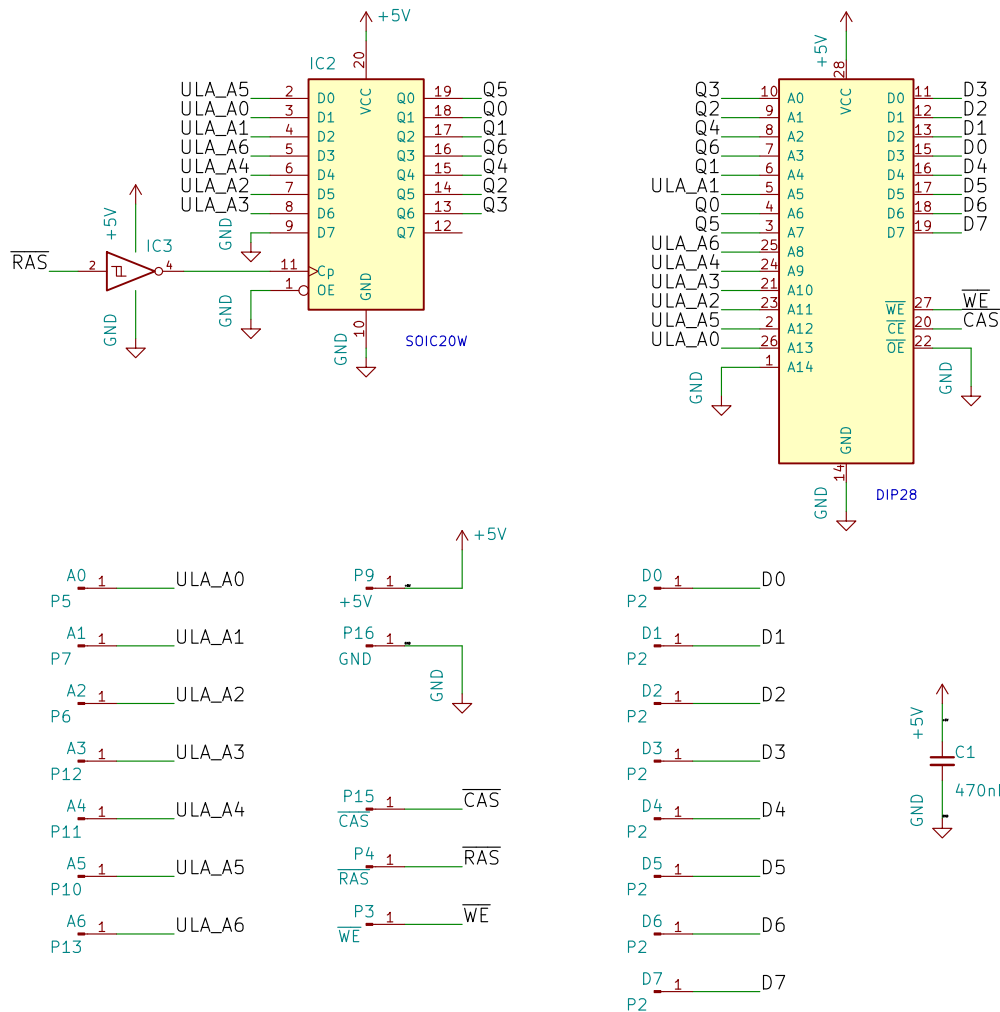 +5V
IC2
20
VCC
ULA_A5 2 D0 Q0 19 Q5
ULA_A0 3 D1 Q1 18 Q0
ULA_A1 4 D2 Q2 17 Q1
ULA_A6 5 D3 Q3 16 Q6
ULA_A4 6 D4 Q4 15 Q4
ULA_A2 7 D5 Q5 14 Q2
ULA_A3 8 D6 Q6 13 Q3
GND 9 D7 Q7 12
+5V
IC3
RAS 2 4 11 Cp
GND
GND 1 OE
GND
10
GND
SOIC20W
+5V
28
VCC
Q3 10 A0 D0 11 D3
Q2 9 A1 D1 12 D2
Q4 8 A2 D2 13 D1
Q6 7 A3 D3 15 D0
Q1 6 A4 D4 16 D4
ULA_A1 5 A5 D5 17 D5
Q0 4 A6 D6 18 D6
Q5 3 A7 D7 19 D7
ULA_A6 25 A8
ULA_A4 24 A9
ULA_A3 21 A10
ULA_A2 23 A11 WE 27 WE
ULA_A5 2 A12 CE 20 CAS
ULA_A0 26 A13 OE 22
GND 1 A14
GND
GND
14
GND
DIP28
A0 1 ULA_A0
P5
A1 1 ULA_A1
P7
A2 1 ULA_A2
P6
A3 1 ULA_A3
P12
A4 1 ULA_A4
P11
A5 1 ULA_A5
P10
A6 1 ULA_A6
P13
+5V
P9 1
+5V
P16 1
GND
GND
P15 1 CAS
CAS
P4 1 RAS
RAS
P3 1 WE
WE
D0 1 D0
P2
D1 1 D1
P2
D2 1 D2
P2
D3 1 D3
P2
D4 1 D4
P2
D5 1 D5
P2
D6 1 D6
P2
D7 1 D7
P2
+5V
C1
GND